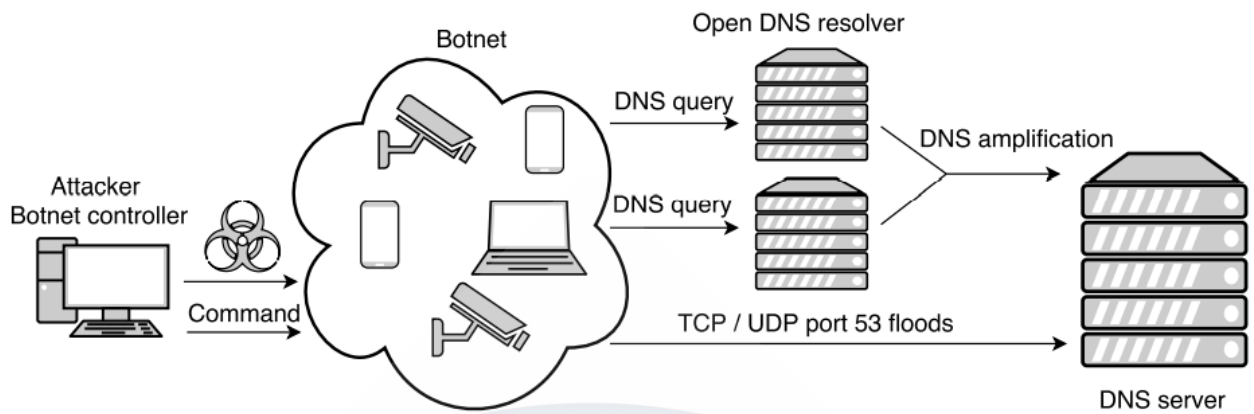 Open DNS resolver
Botnet
DNS query
DNS amplification
Attacker
Botnet controller
DNS query
Command
TCP / UDP port 53 floods
DNS server